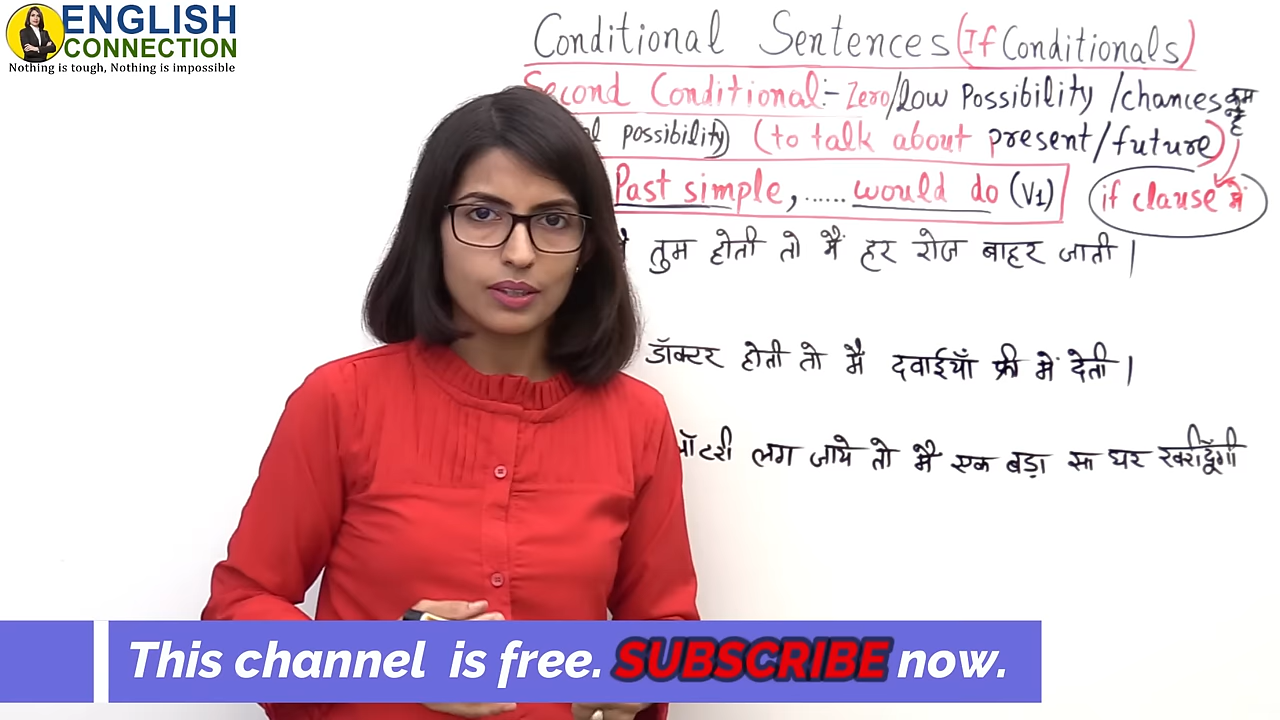 ENGLISH
CONNECTION
Nothing is tough, Nothing is impossible
Conditional Sentences (If Conditionals)
Second Conditional:- Zero/low Possibility /chances कम है
possibility) (to talk about present/future)
Past simple, ...... would do (V1)
if clause में
तुम होती तो मैं हर रोज बाहर जाती।
डॉक्टर होती तो मैं दवाईयाँ फ्री में देती।
लग जाये तो मैं एक बड़ा सा घर खरीदूँगी
This channel is free. SUBSCRIBE now.